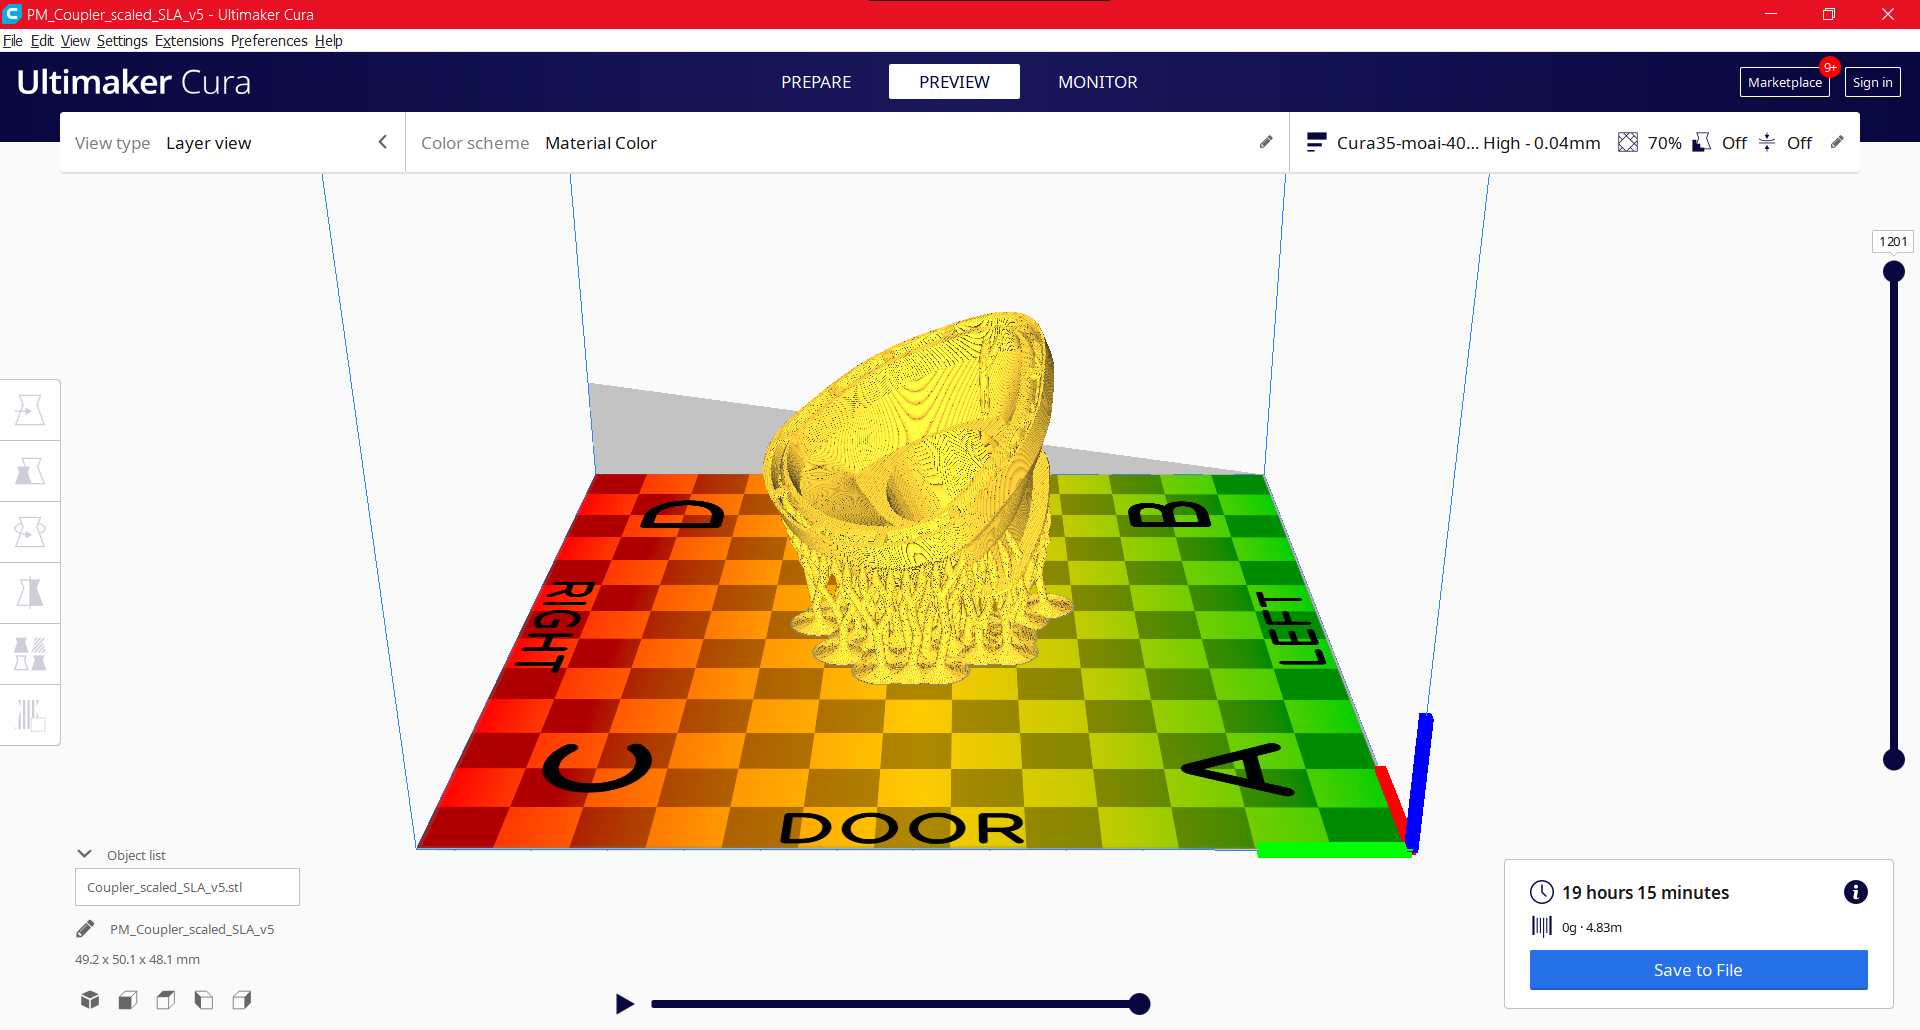 PM_Coupler_scaled_SLA_v5 - Ultimaker Cura
File Edit View Settings Extensions Preferences Help
Ultimaker Cura
PREPARE PREVIEW MONITOR
Marketplace 9+ Sign in
View type Layer view Color scheme Material Color Cura35-moai-40... High - 0.04mm 70% Off Off
1201
D B
RIGHT LEFT
C A
DOOR
Object list
Coupler_scaled_SLA_v5.stl
PM_Coupler_scaled_SLA_v5
49.2 x 50.1 x 48.1 mm
19 hours 15 minutes
0g · 4.83m
Save to File